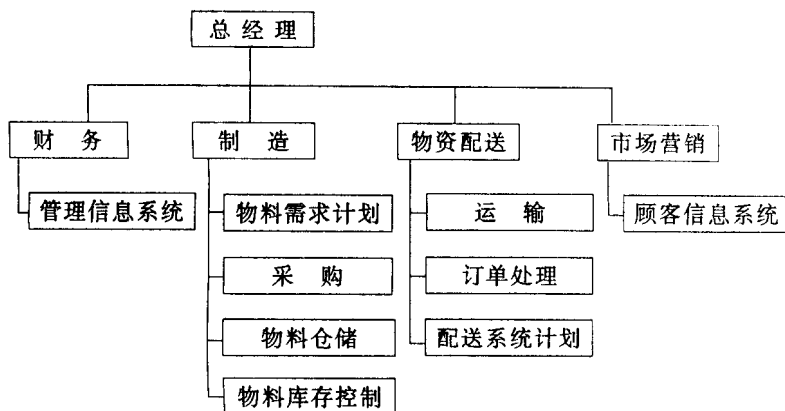 总经理
财务 制造 物资配送 市场营销
管理信息系统 物料需求计划 运输 顾客信息系统
采购 订单处理
物料仓储 配送系统计划
物料库存控制